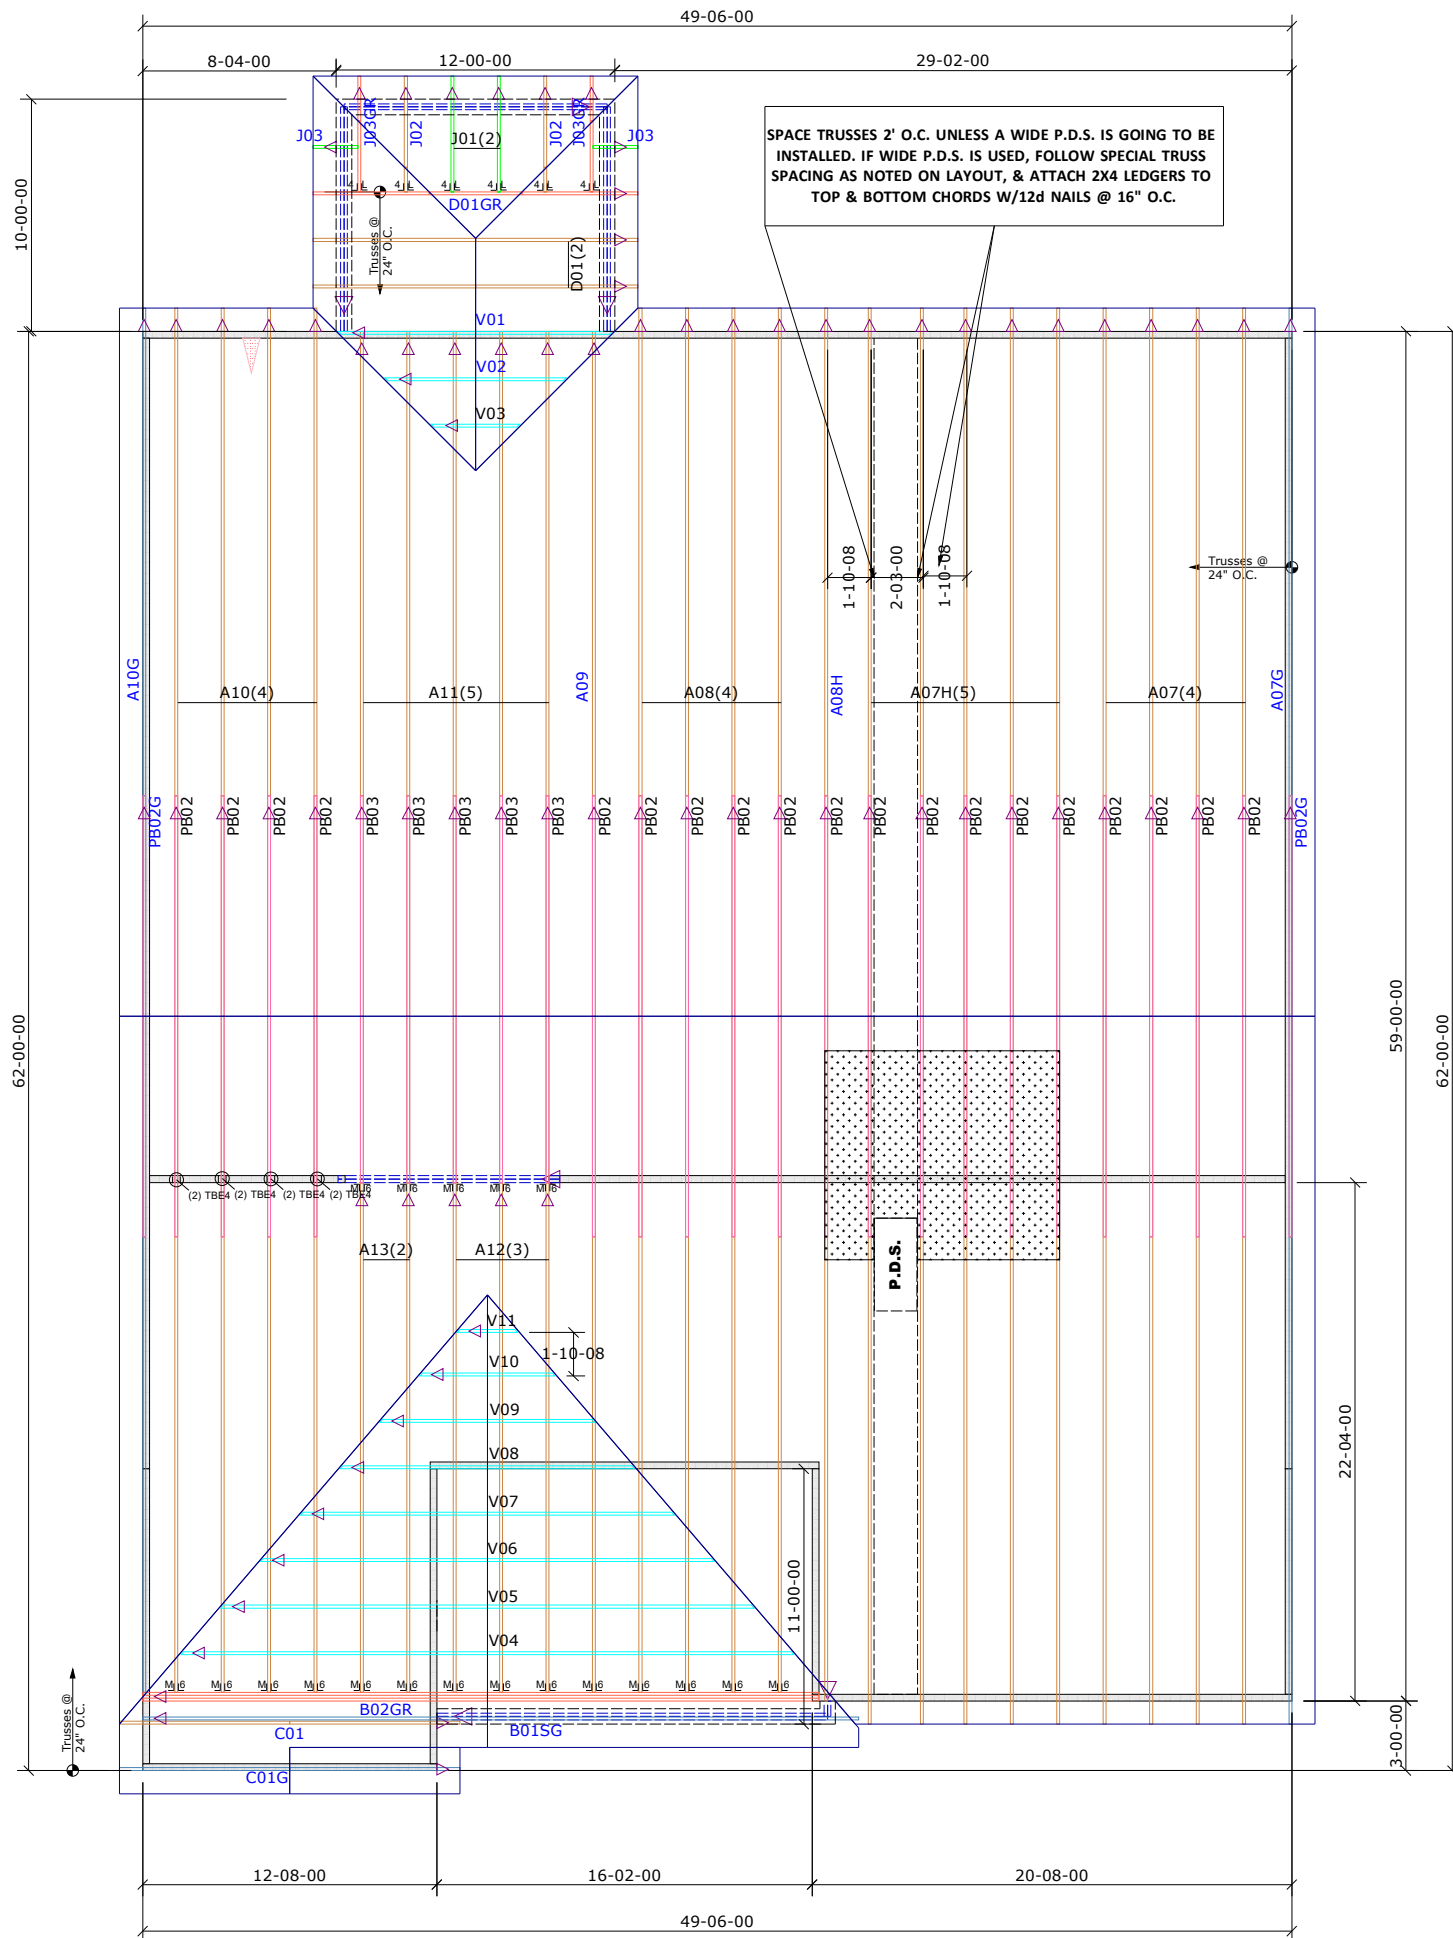 49-06-00
8-04-00
12-00-00
29-02-00
10-00-00
SPACE TRUSSES 2' O.C. UNLESS A WIDE P.D.S. IS GOING TO BE
INSTALLED. IF WIDE P.D.S. IS USED, FOLLOW SPECIAL TRUSS
SPACING AS NOTED ON LAYOUT, & ATTACH 2X4 LEDGERS TO
TOP & BOTTOM CHORDS W/12d NAILS @ 16" O.C.
J03
J03GR
J02
J01(2)
J02
J03GR
J03
D01GR
Trusses @
24" O.C.
D01(2)
V01
V02
V03
1-10-08
2-03-00
1-10-08
Trusses @
24" O.C.
A10G
A10(4)
A11(5)
A09
A08(4)
A08H
A07H(5)
A07(4)
A07G
PB02G
PB02
PB02
PB02
PB02
PB03
PB03
PB03
PB03
PB03
PB02
PB02
PB02
PB02
PB02
PB02
PB02
PB02
PB02
PB02
PB02
PB02
PB02
PB02
PB02G
62-00-00
59-00-00
62-00-00
(2) TBE4
(2) TBE4
(2) TBE4
(2) TBE4
MU6
MU6
MU6
MU6
MU6
A13(2)
A12(3)
P.D.S.
V11
1-10-08
V10
V09
V08
V07
V06
V05
V04
11-00-00
22-04-00
B02GR
B01SG
C01
C01G
Trusses @
24" O.C.
3-00-00
12-08-00
16-02-00
20-08-00
49-06-00